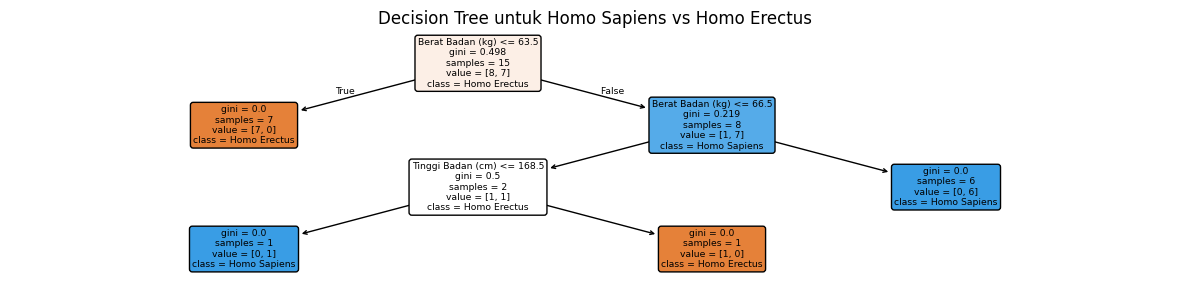 Decision Tree untuk Homo Sapiens vs Homo Erectus
Berat Badan (kg) <= 63.5
gini = 0.498
samples = 15
value = [8, 7]
class = Homo Erectus
True
False
gini = 0.0
samples = 7
value = [7, 0]
class = Homo Erectus
Berat Badan (kg) <= 66.5
gini = 0.219
samples = 8
value = [1, 7]
class = Homo Sapiens
Tinggi Badan (cm) <= 168.5
gini = 0.5
samples = 2
value = [1, 1]
class = Homo Erectus
gini = 0.0
samples = 6
value = [0, 6]
class = Homo Sapiens
gini = 0.0
samples = 1
value = [0, 1]
class = Homo Sapiens
gini = 0.0
samples = 1
value = [1, 0]
class = Homo Erectus